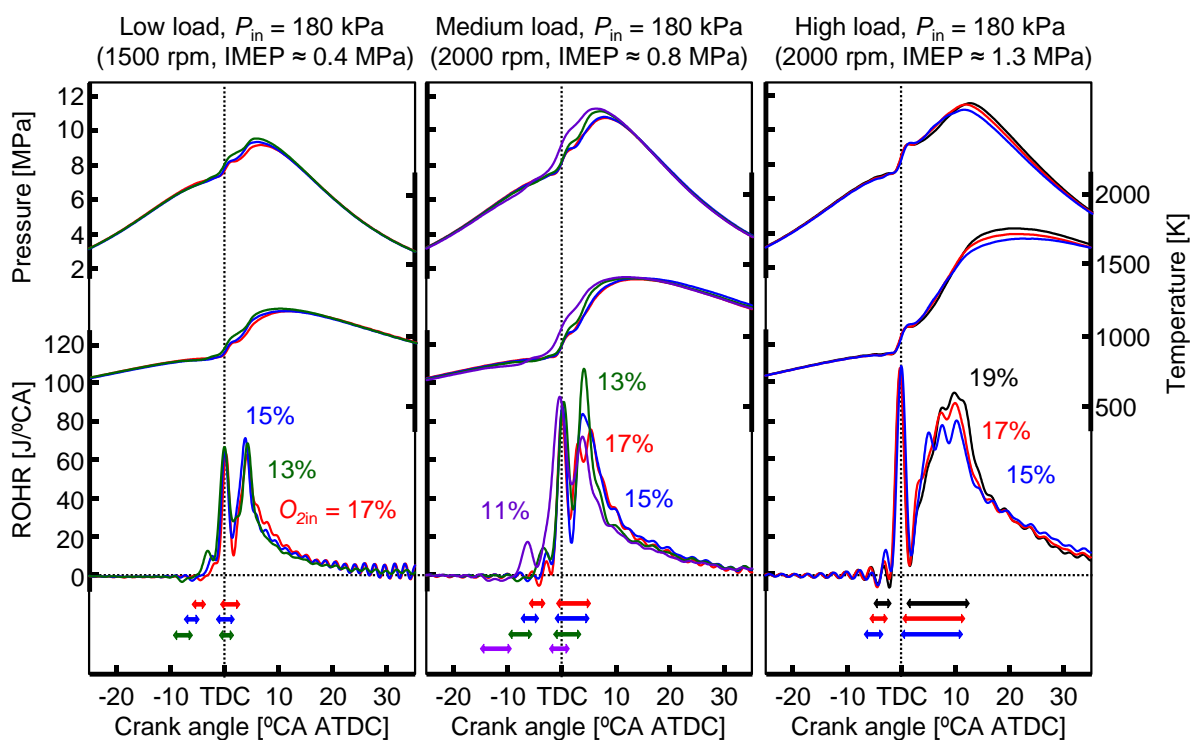 Low load, Pin = 180 kPa
(1500 rpm, IMEP ≈ 0.4 MPa)
Medium load, Pin = 180 kPa
(2000 rpm, IMEP ≈ 0.8 MPa)
High load, Pin = 180 kPa
(2000 rpm, IMEP ≈ 1.3 MPa)
Pressure [MPa]
12
10
8
6
4
2
ROHR [J/ºCA]
120
100
80
60
40
20
0
15%
13%
O2in = 17%
13%
17%
15%
11%
19%
17%
15%
2000
1500
1000
500
Temperature [K]
-20 -10 TDC 10 20 30
Crank angle [ºCA ATDC]
-20 -10 TDC 10 20 30
Crank angle [ºCA ATDC]
-20 -10 TDC 10 20 30
Crank angle [ºCA ATDC]